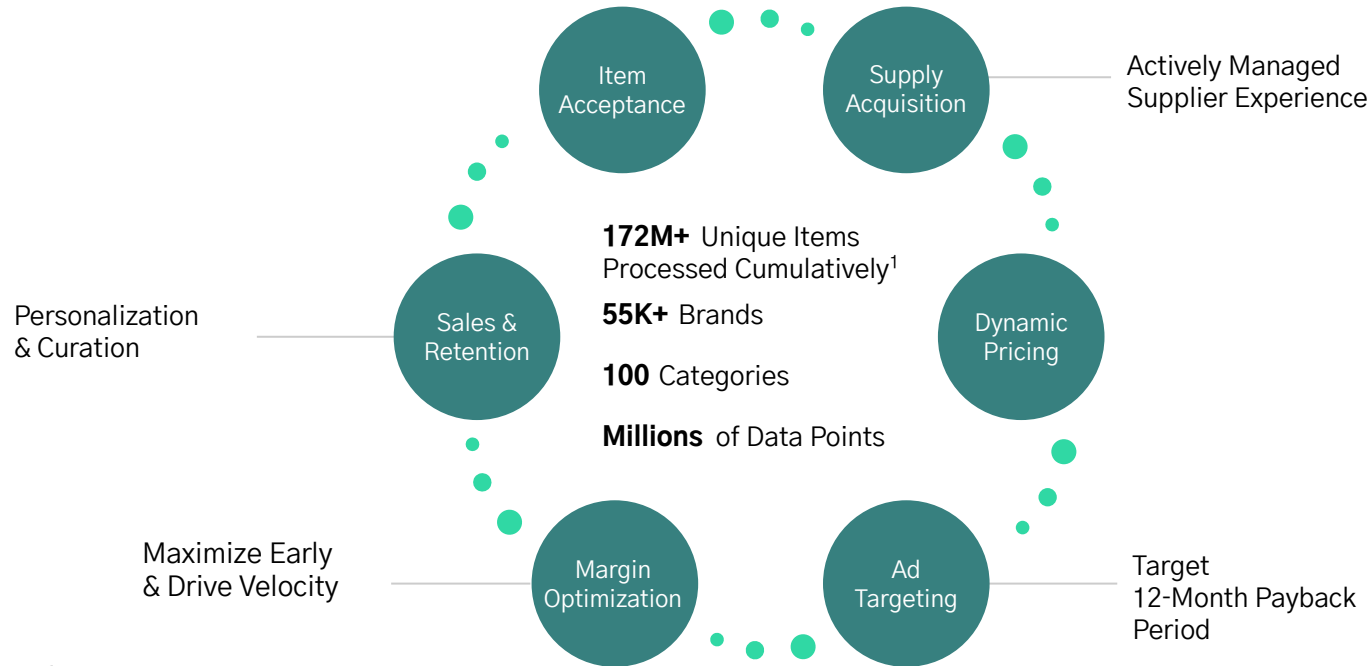 Item
Acceptance
Supply
Acquisition
Actively Managed
Supplier Experience
172M+ Unique Items
Processed Cumulatively¹
55K+ Brands
100 Categories
Millions of Data Points
Personalization
& Curation
Sales &
Retention
Dynamic
Pricing
Maximize Early
& Drive Velocity
Margin
Optimization
Ad
Targeting
Target
12-Month Payback
Period